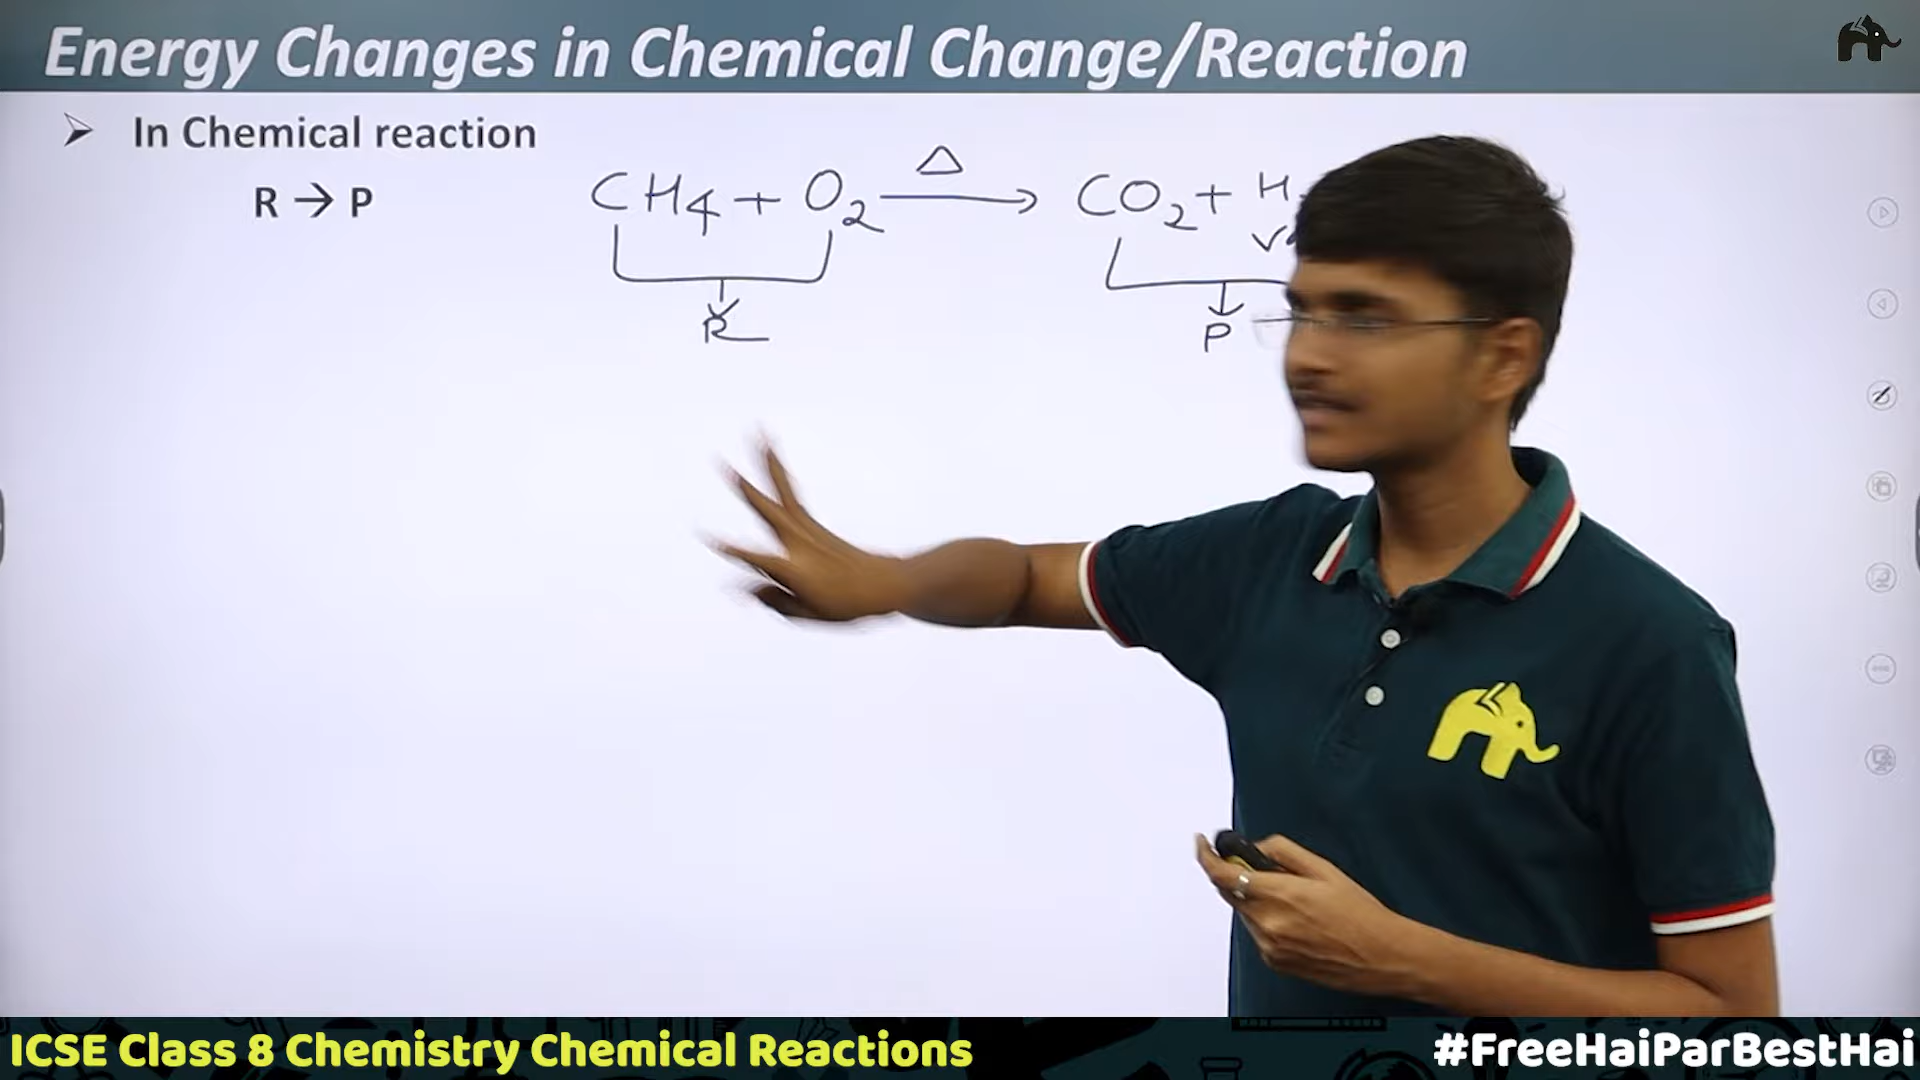 Energy Changes in Chemical Change/Reaction
➢ In Chemical reaction
R → P
CH4 + O2 —△→ CO2 + H
R
P
ICSE Class 8 Chemistry Chemical Reactions
#FreeHaiParBestHai